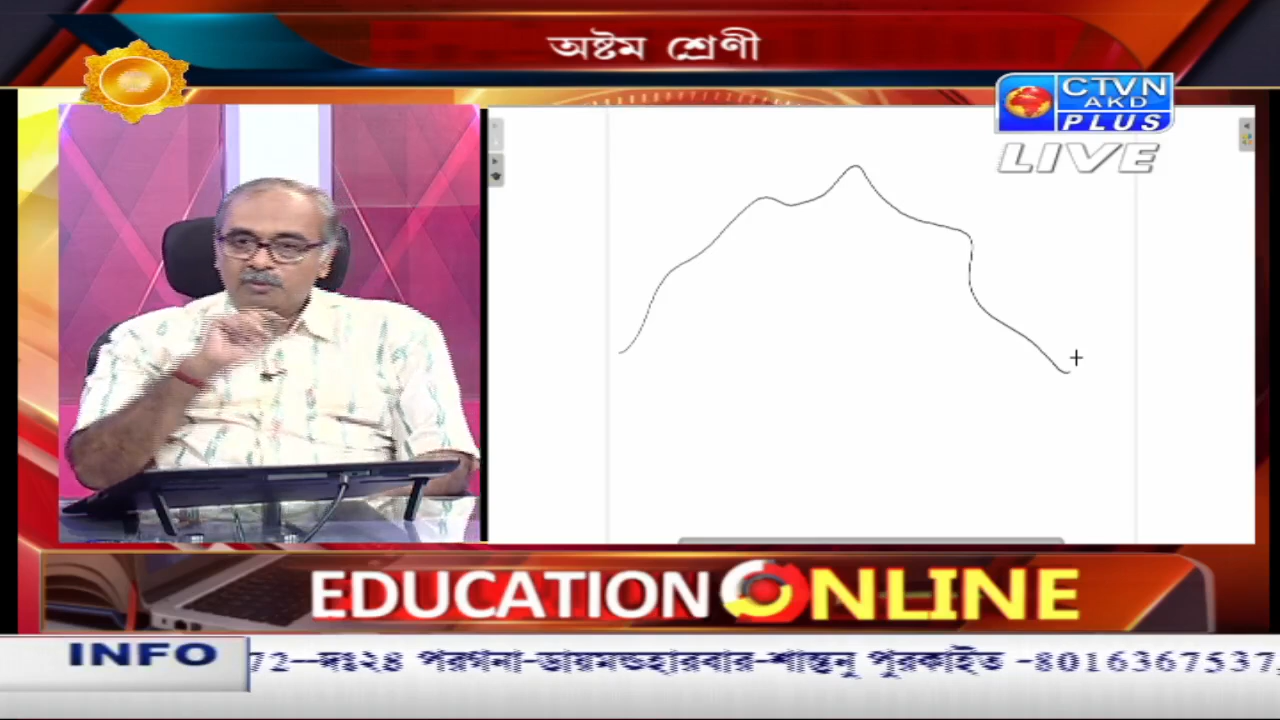 অষ্টম শ্রেণী
CTVN
AKD
PLUS
LIVE
EDUCATION ONLINE
INFO
72--দঃ২৪ পরগনা-ডায়মন্ডহারবার-শান্তনু পুরকাইত -8016367537,